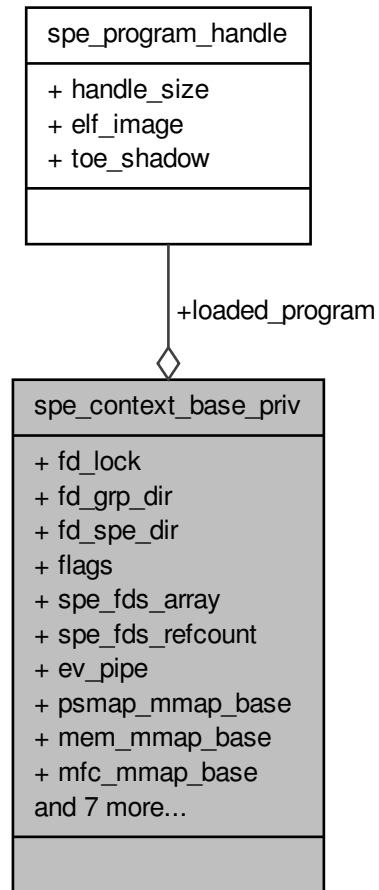 spe_program_handle
+ handle_size
+ elf_image
+ toe_shadow
+loaded_program
spe_context_base_priv
+ fd_lock
+ fd_grp_dir
+ fd_spe_dir
+ flags
+ spe_fds_array
+ spe_fds_refcount
+ ev_pipe
+ psmap_mmap_base
+ mem_mmap_base
+ mfc_mmap_base
and 7 more...